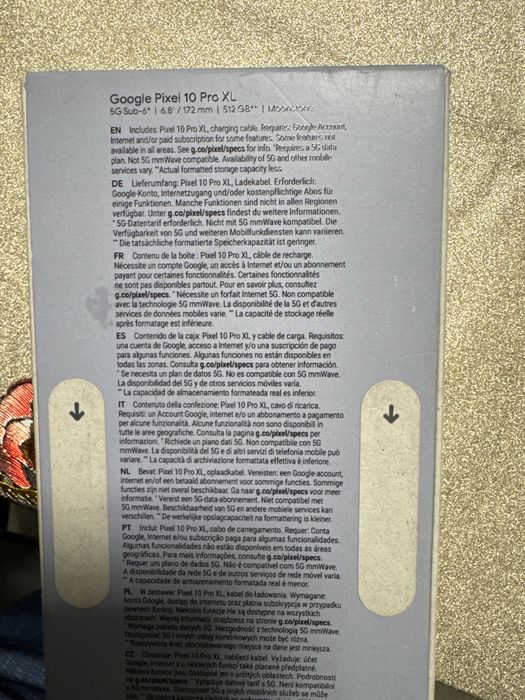 Google Pixel 10 Pro XL
5G Sub-6* | 6.8" / 172 mm | 512 GB** | Moonstone
EN Includes: Pixel 10 Pro XL, charging cable. Requires: Google Account,
Internet and/or paid subscription for some features. Some features not
available in all areas. See g.co/pixel/specs for info. *Requires a 5G data
plan. Not 5G mmWave compatible. Availability of 5G and other mobile
services vary. **Actual formatted storage capacity less.
DE Lieferumfang: Pixel 10 Pro XL, Ladekabel. Erforderlich:
Google-Konto, Internetzugang und/oder kostenpflichtige Abos für
einige Funktionen. Manche Funktionen sind nicht in allen Regionen
verfügbar. Unter g.co/pixel/specs findest du weitere Informationen.
*5G-Datentarif erforderlich. Nicht mit 5G mmWave kompatibel. Die
Verfügbarkeit von 5G und weiteren Mobilfunkdiensten kann variieren.
**Die tatsächliche formatierte Speicherkapazität ist geringer.
FR Contenu de la boîte : Pixel 10 Pro XL, câble de recharge.
Nécessite un compte Google, un accès à Internet et/ou un abonnement
payant pour certaines fonctionnalités. Certaines fonctionnalités
ne sont pas disponibles partout. Pour en savoir plus, consultez
g.co/pixel/specs. *Nécessite un forfait Internet 5G. Non compatible
avec la technologie 5G mmWave. La disponibilité de la 5G et d'autres
services de données mobiles varie. **La capacité de stockage réelle
après formatage est inférieure.
ES Contenido de la caja: Pixel 10 Pro XL y cable de carga. Requisitos:
una cuenta de Google, acceso a Internet y/o una suscripción de pago
para algunas funciones. Algunas funciones no están disponibles en
todas las zonas. Consulta g.co/pixel/specs para obtener información.
*Se necesita un plan de datos 5G. No es compatible con 5G mmWave.
La disponibilidad del 5G y de otros servicios móviles varía.
**La capacidad de almacenamiento formateada real es inferior.
IT Contenuto della confezione: Pixel 10 Pro XL, cavo di ricarica.
Requisiti: un Account Google, internet e/o un abbonamento a pagamento
per alcune funzionalità. Alcune funzionalità non sono disponibili in
tutte le aree geografiche. Consulta la pagina g.co/pixel/specs per
informazioni. *Richiede un piano dati 5G. Non compatibile con 5G
mmWave. La disponibilità del 5G e di altri servizi di telefonia mobile può
variare. **La capacità di archiviazione formattata effettiva è inferiore.
NL Bevat: Pixel 10 Pro XL, oplaadkabel. Vereisten: een Google-account,
internet en/of een betaald abonnement voor sommige functies. Sommige
functies zijn niet overal beschikbaar. Ga naar g.co/pixel/specs voor meer
informatie. *Vereist een 5G-data-abonnement. Niet compatibel met
5G mmWave. Beschikbaarheid van 5G en andere mobiele services kan
verschillen. **De werkelijke opslagcapaciteit na formattering is kleiner.
PT Inclui: Pixel 10 Pro XL, cabo de carregamento. Requer: Conta
Google, Internet e/ou subscrição paga para algumas funcionalidades.
Algumas funcionalidades não estão disponíveis em todas as áreas
geográficas. Para mais informações, consulte g.co/pixel/specs.
*Requer um plano de dados 5G. Não é compatível com 5G mmWave.
A disponibilidade da rede 5G e de outros serviços de rede móvel varia.
**A capacidade de armazenamento formatada real é menor.
PL W zestawie: Pixel 10 Pro XL, kabel do ładowania. Wymagane:
konto Google, dostęp do internetu oraz płatna subskrypcja w przypadku
pewnych funkcji. Niektóre funkcje nie są dostępne na wszystkich
obszarach. Więcej informacji znajdziesz na stronie g.co/pixel/specs.
*Wymaga pakietu danych 5G. Niezgodność z technologią 5G mmWave.
Dostępność 5G i innych usług komórkowych może być różna.
**Rzeczywista ilość sformatowanego miejsca na dane jest mniejsza.
CZ Obsahuje: Pixel 10 Pro XL, nabíjecí kabel. Vyžaduje: účet
Google, internet a u některých funkcí také placené předplatné.
Některé funkce jsou dostupné jen v určitých oblastech. Podrobnosti
na g.co/pixel/specs. *Vyžaduje datový tarif s 5G. Není kompatibilní
s 5G mmWave. Dostupnost 5G a jiných mobilních služeb se může